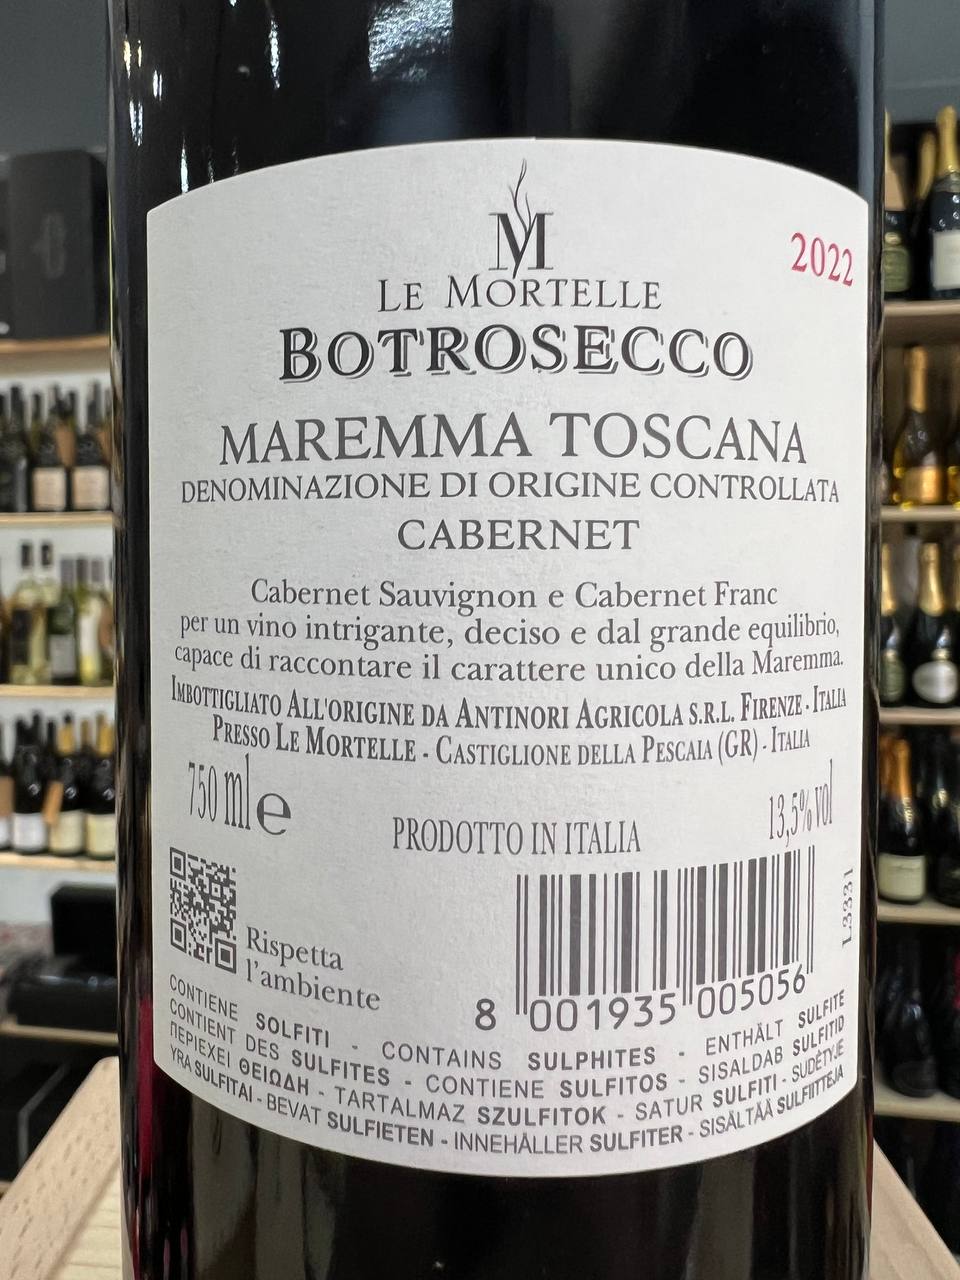 M
2022
LE MORTELLE
BOTROSECCO
MAREMMA TOSCANA
DENOMINAZIONE DI ORIGINE CONTROLLATA
CABERNET
Cabernet Sauvignon e Cabernet Franc
per un vino intrigante, deciso e dal grande equilibrio,
capace di raccontare il carattere unico della Maremma.
IMBOTTIGLIATO ALL'ORIGINE DA ANTINORI AGRICOLA S.R.L. FIRENZE - ITALIA
PRESSO LE MORTELLE - CASTIGLIONE DELLA PESCAIA (GR) - ITALIA
750 ml e
PRODOTTO IN ITALIA
13,5% vol
L3331
Rispetta
l'ambiente
8 001935 005056
CONTIENE SOLFITI - CONTAINS SULPHITES - ENTHÄLT SULFITE
CONTIENT DES SULFITES - CONTIENE SULFITOS - SISALDAB SULFITID
ΠΕΡΙΕΧΕΙ ΘΕΙΩΔΗ - TARTALMAZ SZULFITOK - SATUR SULFITI - SUDĖTYJE
YRA SULFITAI - BEVAT SULFIETEN - INNEHÅLLER SULFITER - SISÄLTÄÄ SULFIITTEJA